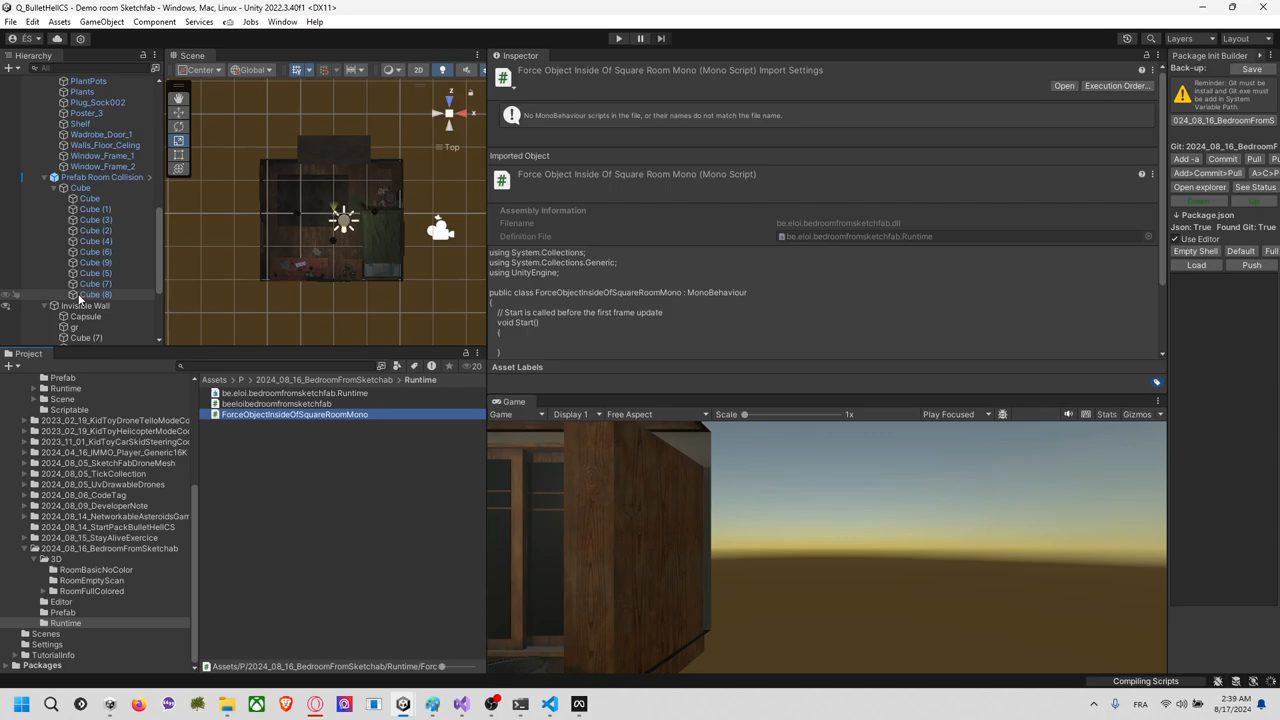 Q_BulletHellCS - Demo room Sketchfab - Windows, Mac, Linux - Unity 2022.3.40f1 <DX11>
File Edit Assets GameObject Component Services Jobs Window Help
ÉS Layers Layout
Hierarchy
All
PlantPots
Plants
Plug_Sock002
Poster_3
Shelf
Wadrobe_Door_1
Walls_Floor_Celing
Window_Frame_1
Window_Frame_2
Prefab Room Collision
Cube
Cube
Cube (1)
Cube (3)
Cube (2)
Cube (4)
Cube (6)
Cube (9)
Cube (5)
Cube (7)
Cube (8)
Invisible Wall
Capsule
gr
Cube (7)
Scene
Center Global 2D
z
x
Top
Inspector
Force Object Inside Of Square Room Mono (Mono Script) Import Settings
Open Execution Order...
No MonoBehaviour scripts in the file, or their names do not match the file name.
Imported Object
Force Object Inside Of Square Room Mono (Mono Script)
Assembly Information
Filename be.eloi.bedroomfromsketchfab.dll
Definition File be.eloi.bedroomfromsketchfab.Runtime
using System.Collections;
using System.Collections.Generic;
using UnityEngine;
public class ForceObjectInsideOfSquareRoomMono : MonoBehaviour
{
// Start is called before the first frame update
void Start()
{
}
Asset Labels
Package Init Builder
Back-up: Save
Reminder: Git must be install and Git.exe must be add in System Variable Path.
024_08_16_BedroomFromS
Git: 2024_08_16_BedroomF
Add -a Commit Pull Pu
Add>Commit>Pull A>C>
Open explorer See Status
Down Up
↓ Package.json
Json: True: Found Git: True
Use Editor
Empty Shell Default Full
Load Push
Project
20
Prefab
Runtime
Scene
Scriptable
2023_02_19_KidToyDroneTelloModeCo
2023_02_19_KidToyHelicopterModeCo
2023_11_01_KidToyCarSkidSteeringCo
2024_04_16_IMMO_Player_Generic16K
2024_08_05_SketchFabDroneMesh
2024_08_05_TickCollection
2024_08_05_UvDrawableDrones
2024_08_06_CodeTag
2024_08_09_DeveloperNote
2024_08_14_NetworkableAsteroidsGam
2024_08_14_StartPackBulletHellCS
2024_08_15_StayAliveExercice
2024_08_16_BedroomFromSketchab
3D
RoomBasicNoColor
RoomEmptyScan
RoomFullColored
Editor
Prefab
Runtime
Scenes
Settings
TutorialInfo
Packages
Assets P 2024_08_16_BedroomFromSketchab Runtime
be.eloi.bedroomfromsketchfab.Runtime
beeloibedroomfromsketchfab
ForceObjectInsideOfSquareRoomMono
Assets/P/2024_08_16_BedroomFromSketchab/Runtime/Forc
Game
Game Display 1 Free Aspect Scale 1x Play Focused Stats Gizmos
Compiling Scripts
FRA 2:39 AM
8/17/2024